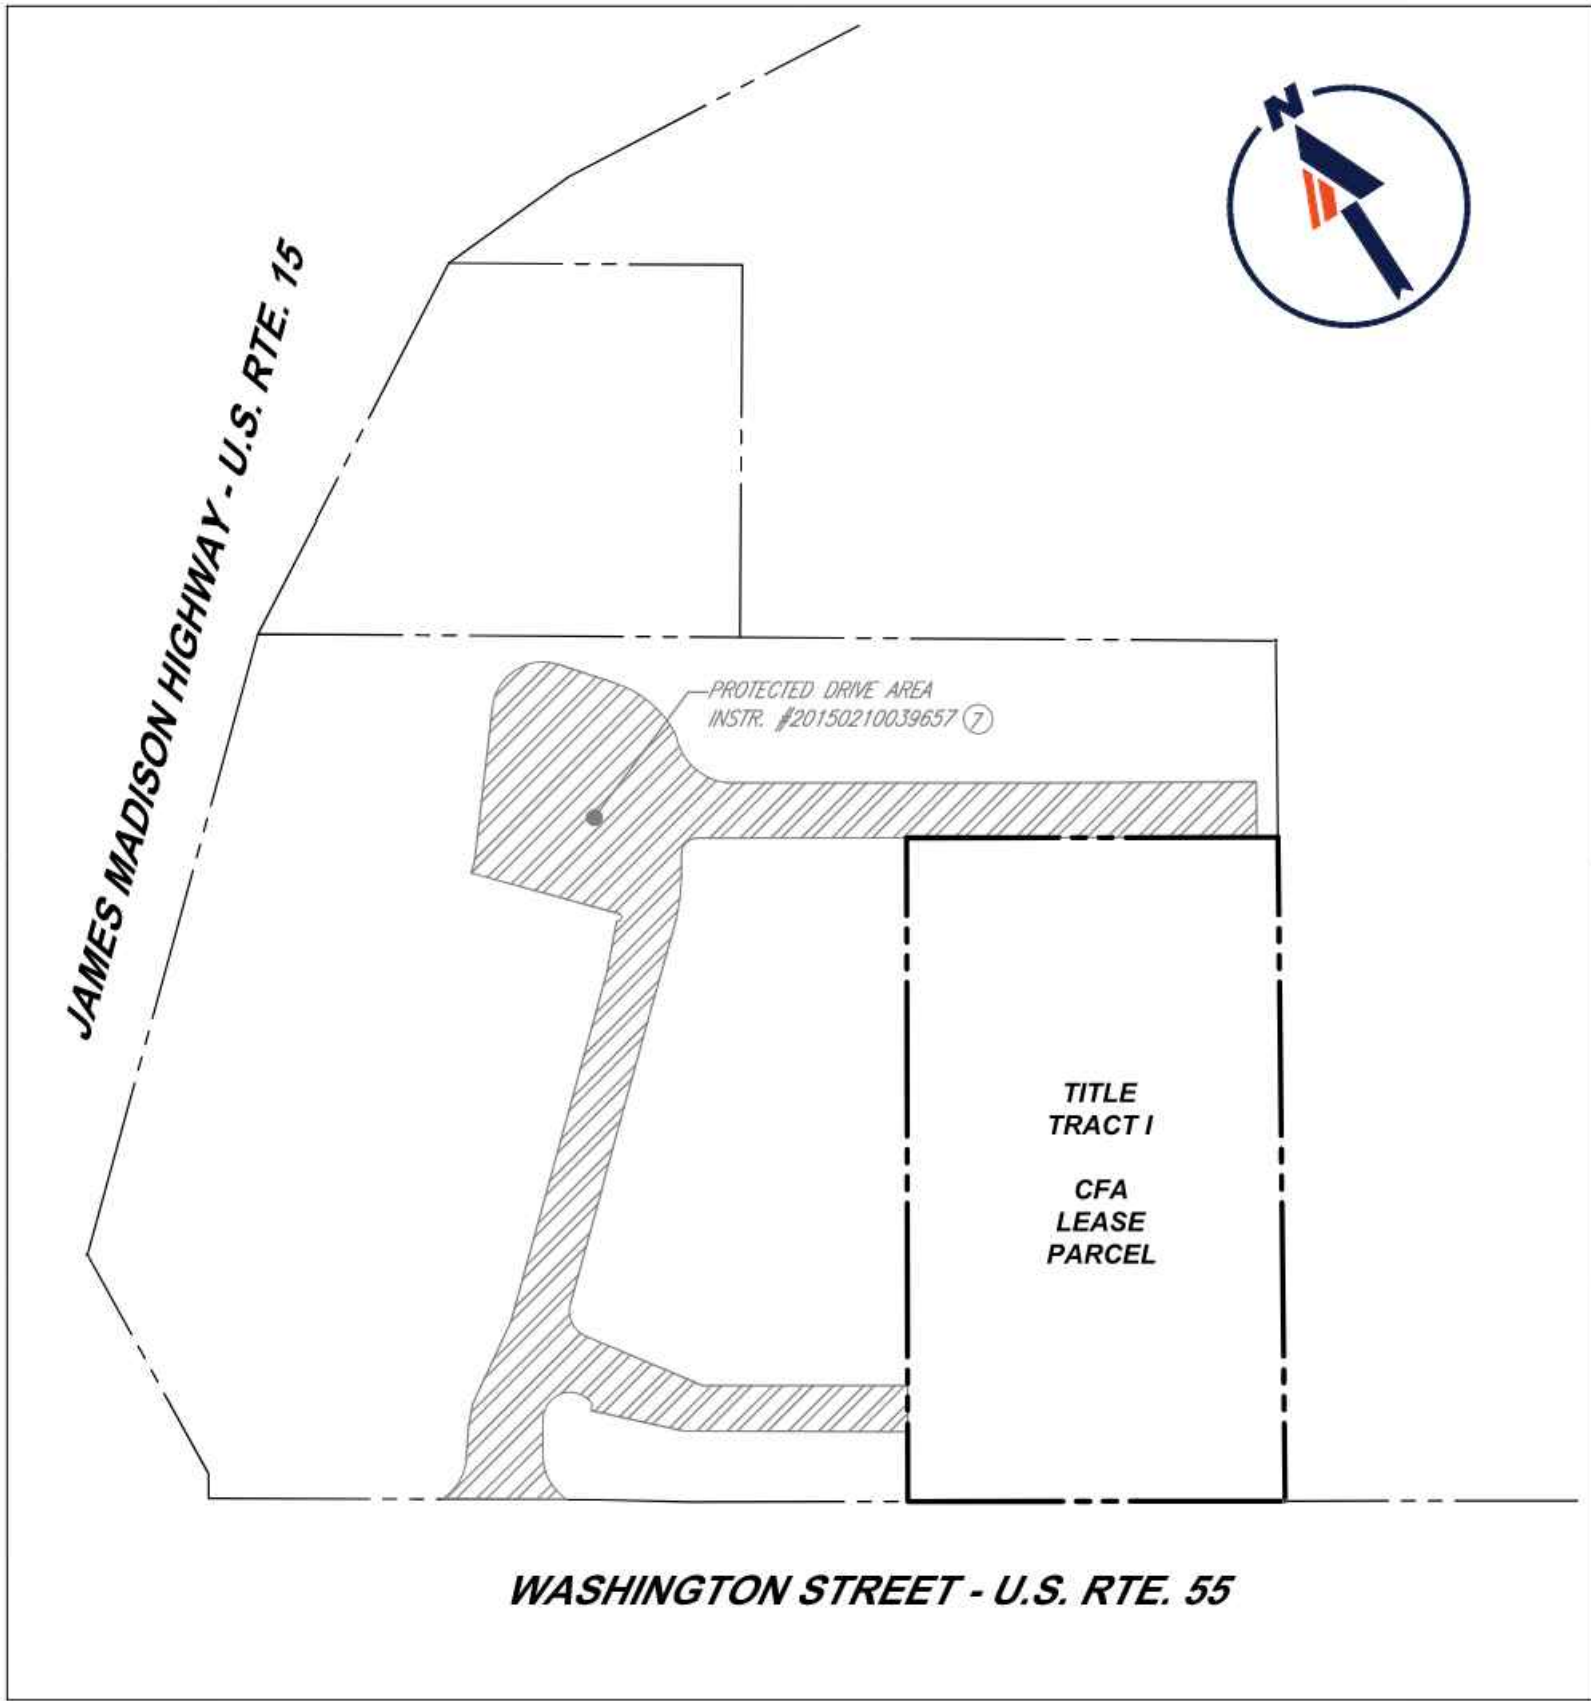 N
JAMES MADISON HIGHWAY - U.S. RTE. 15
PROTECTED DRIVE AREA
INSTR. #20150210039657 7
TITLE
TRACT I
CFA
LEASE
PARCEL
WASHINGTON STREET - U.S. RTE. 55